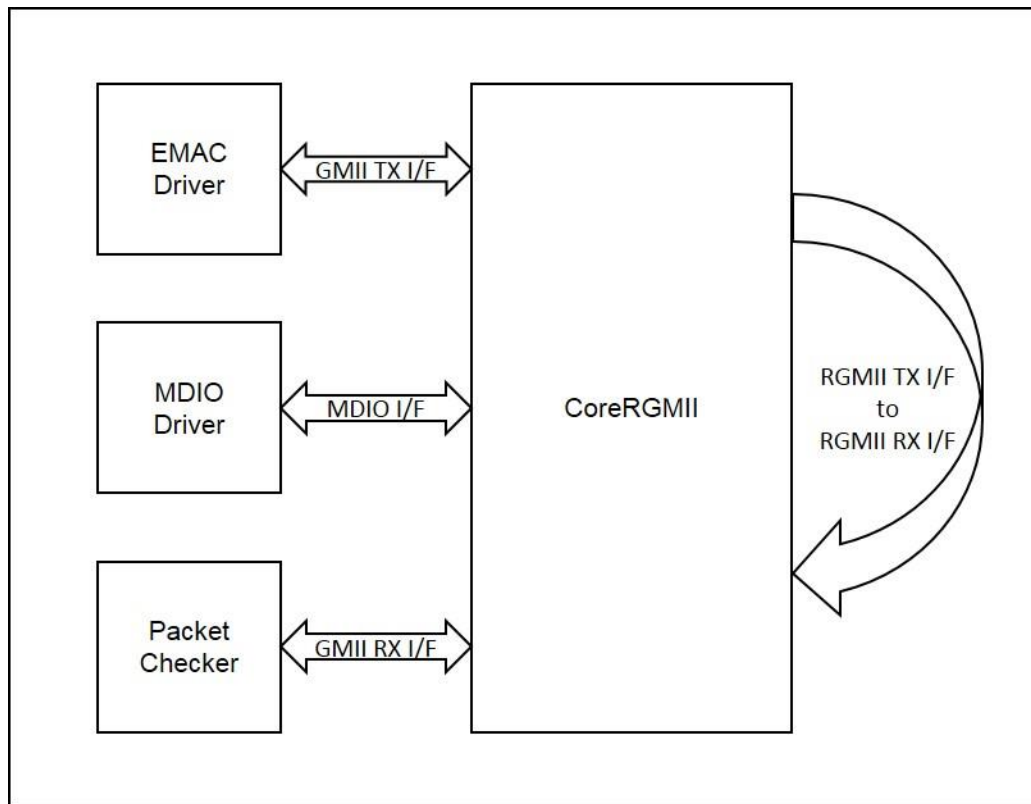 EMAC
Driver
GMII TX I/F
MDIO
Driver
MDIO I/F
CoreRGMII
RGMII TX I/F
to
RGMII RX I/F
Packet
Checker
GMII RX I/F